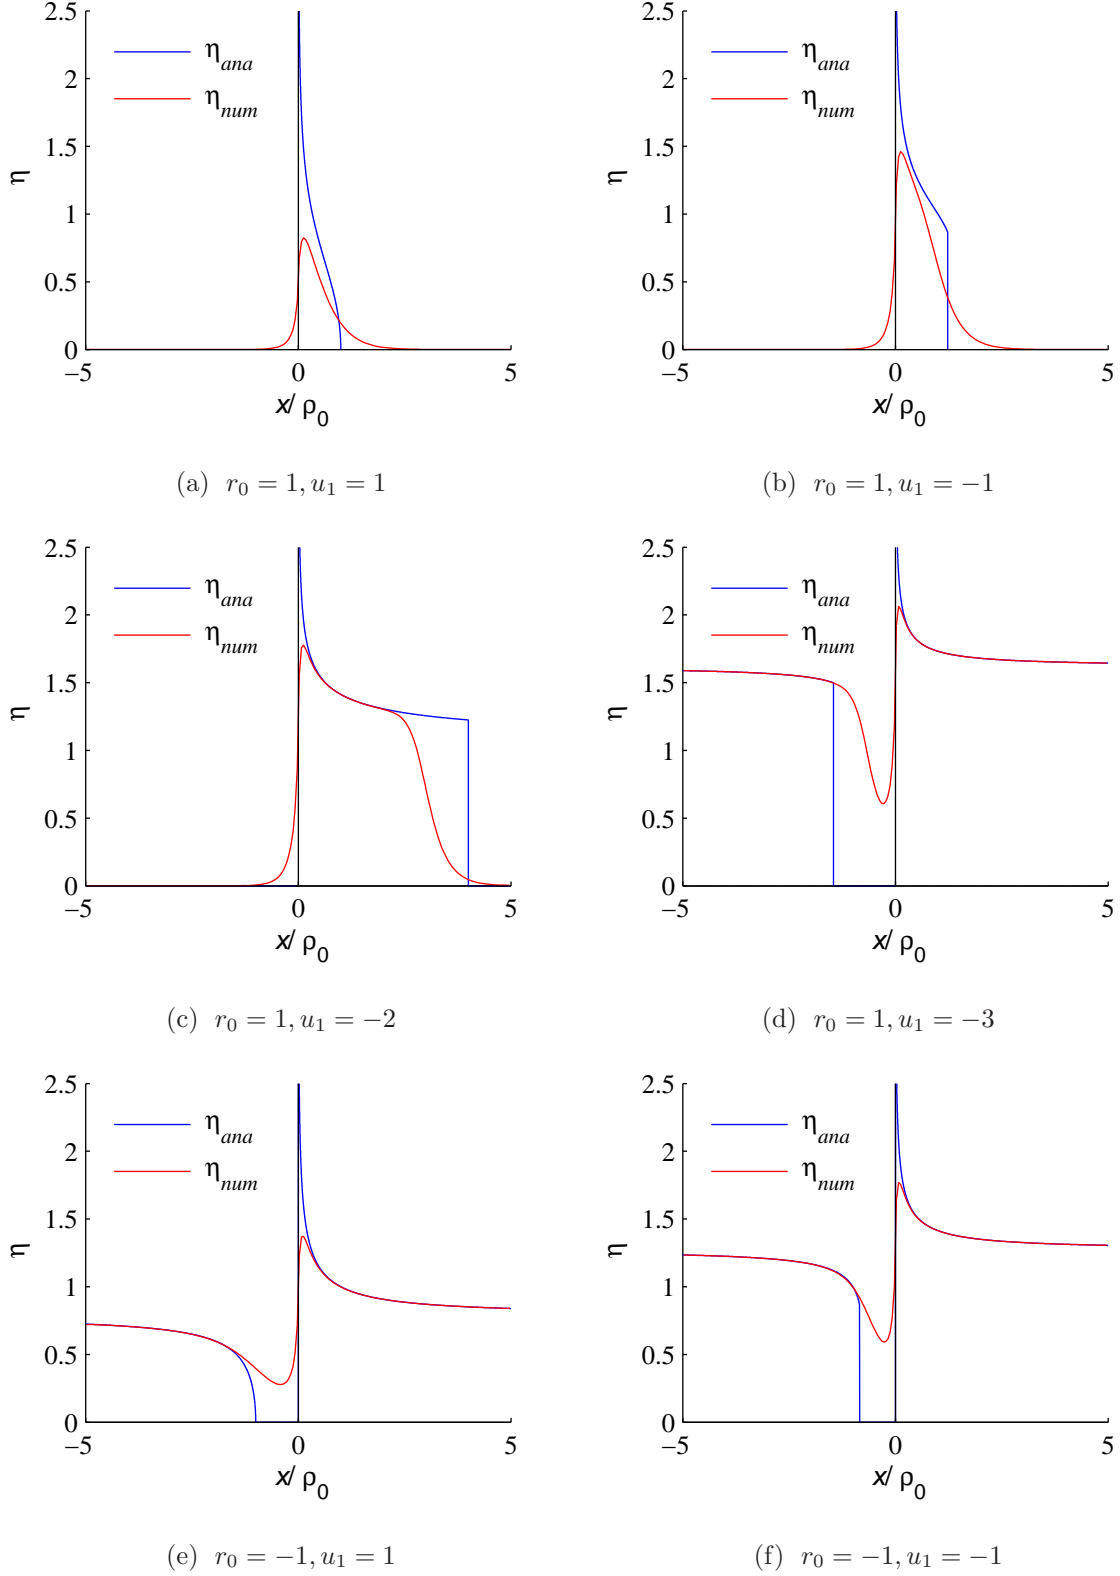 2.5
2
1.5
1
0.5
0
η
η_ana
η_num
−5 0 5
x/ρ_0
(a) r_0 = 1, u_1 = 1
2.5
2
1.5
1
0.5
0
η
η_ana
η_num
−5 0 5
x/ρ_0
(b) r_0 = 1, u_1 = −1
2.5
2
1.5
1
0.5
0
η
η_ana
η_num
−5 0 5
x/ρ_0
(c) r_0 = 1, u_1 = −2
2.5
2
1.5
1
0.5
0
η
η_ana
η_num
−5 0 5
x/ρ_0
(d) r_0 = 1, u_1 = −3
2.5
2
1.5
1
0.5
0
η
η_ana
η_num
−5 0 5
x/ρ_0
(e) r_0 = −1, u_1 = 1
2.5
2
1.5
1
0.5
0
η
η_ana
η_num
−5 0 5
x/ρ_0
(f) r_0 = −1, u_1 = −1